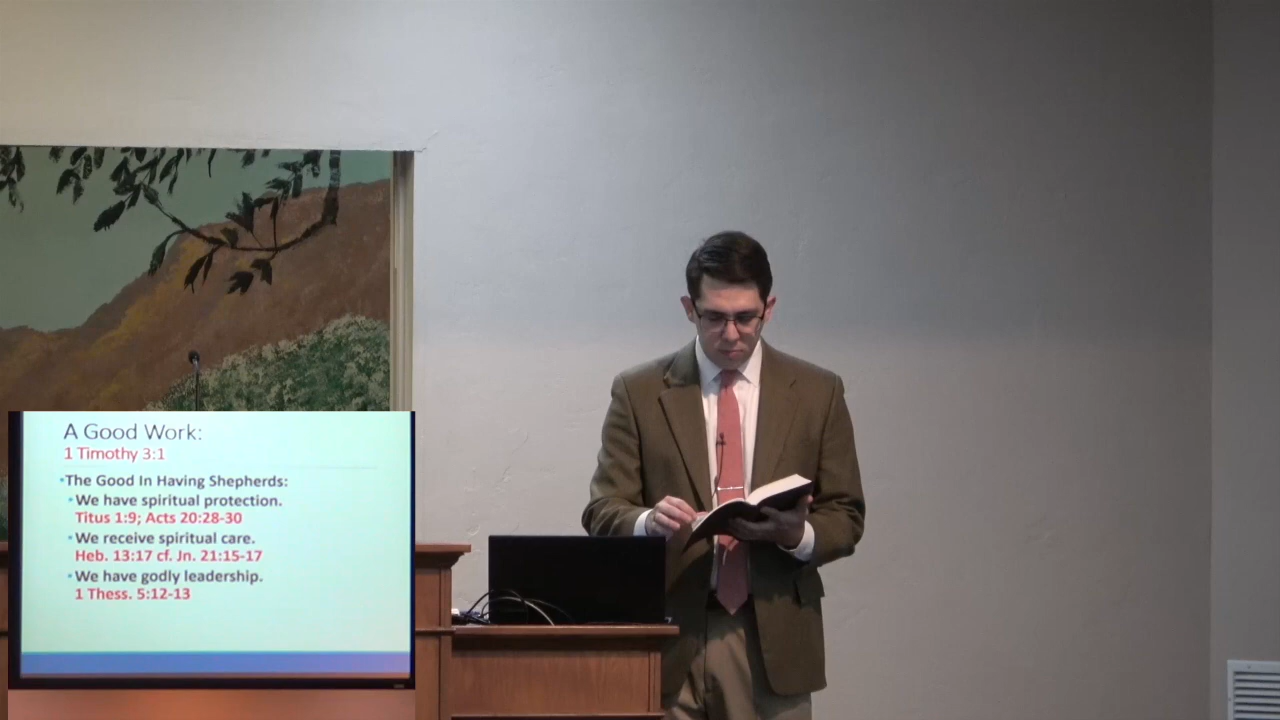 A Good Work:
1 Timothy 3:1
•The Good In Having Shepherds:
•We have spiritual protection.
Titus 1:9; Acts 20:28-30
•We receive spiritual care.
Heb. 13:17 cf. Jn. 21:15-17
•We have godly leadership.
1 Thess. 5:12-13